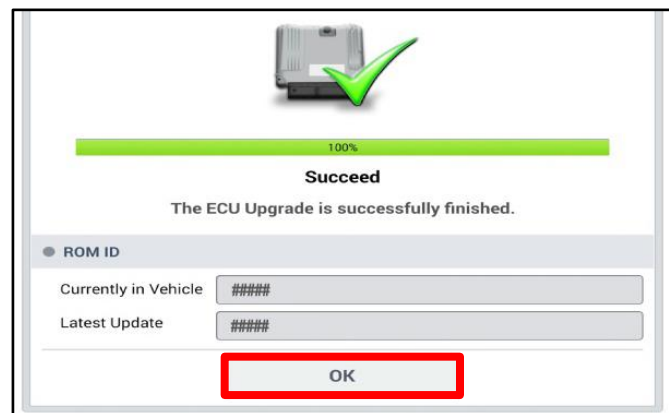 100%
Succeed
The ECU Upgrade is successfully finished.
ROM ID
Currently in Vehicle #####
Latest Update #####
OK